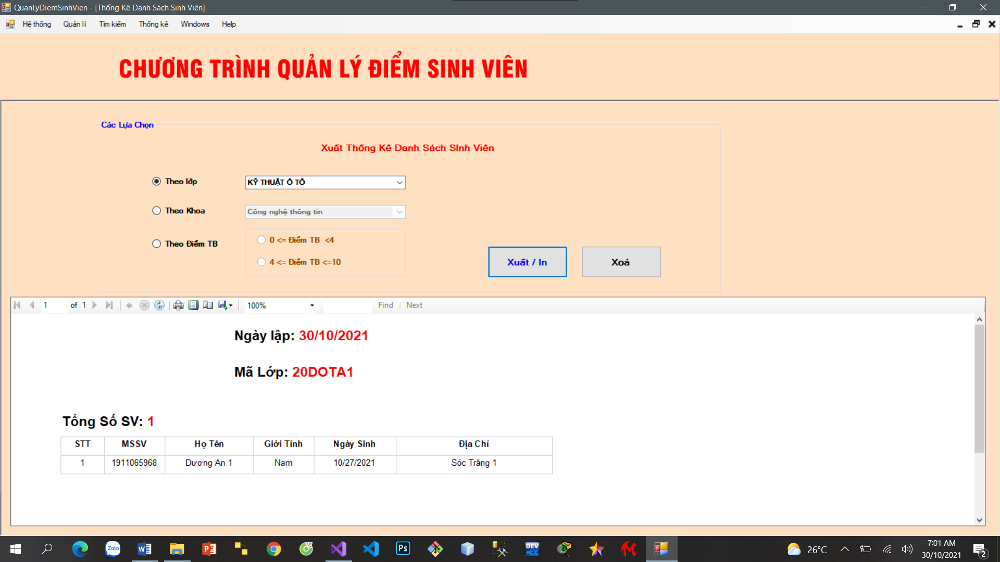 QuanLyDiemSinhVien - [Thống Kê Danh Sách Sinh Viên]
Hệ thống Quản lí Tìm kiếm Thống kê Windows Help
CHƯƠNG TRÌNH QUẢN LÝ ĐIỂM SINH VIÊN
Các Lựa Chọn
Xuất Thống Kê Danh Sách SInh Viên
Theo lớp KỸ THUẬT Ô TÔ
Theo Khoa Công nghệ thông tin
Theo Điểm TB
0 <= Điểm TB <4
4 <= Điểm TB <=10
Xuất / In Xoá
1 of 1 100% Find Next
Ngày lập: 30/10/2021
Mã Lớp: 20DOTA1
Tổng Số SV: 1
STT MSSV Họ Tên Giới Tính Ngày Sinh Địa Chỉ
1 1911065968 Dương An 1 Nam 10/27/2021 Sóc Trăng 1
Zalo
W
P
Ps
DEV C++
26°C
7:01 AM
30/10/2021
2